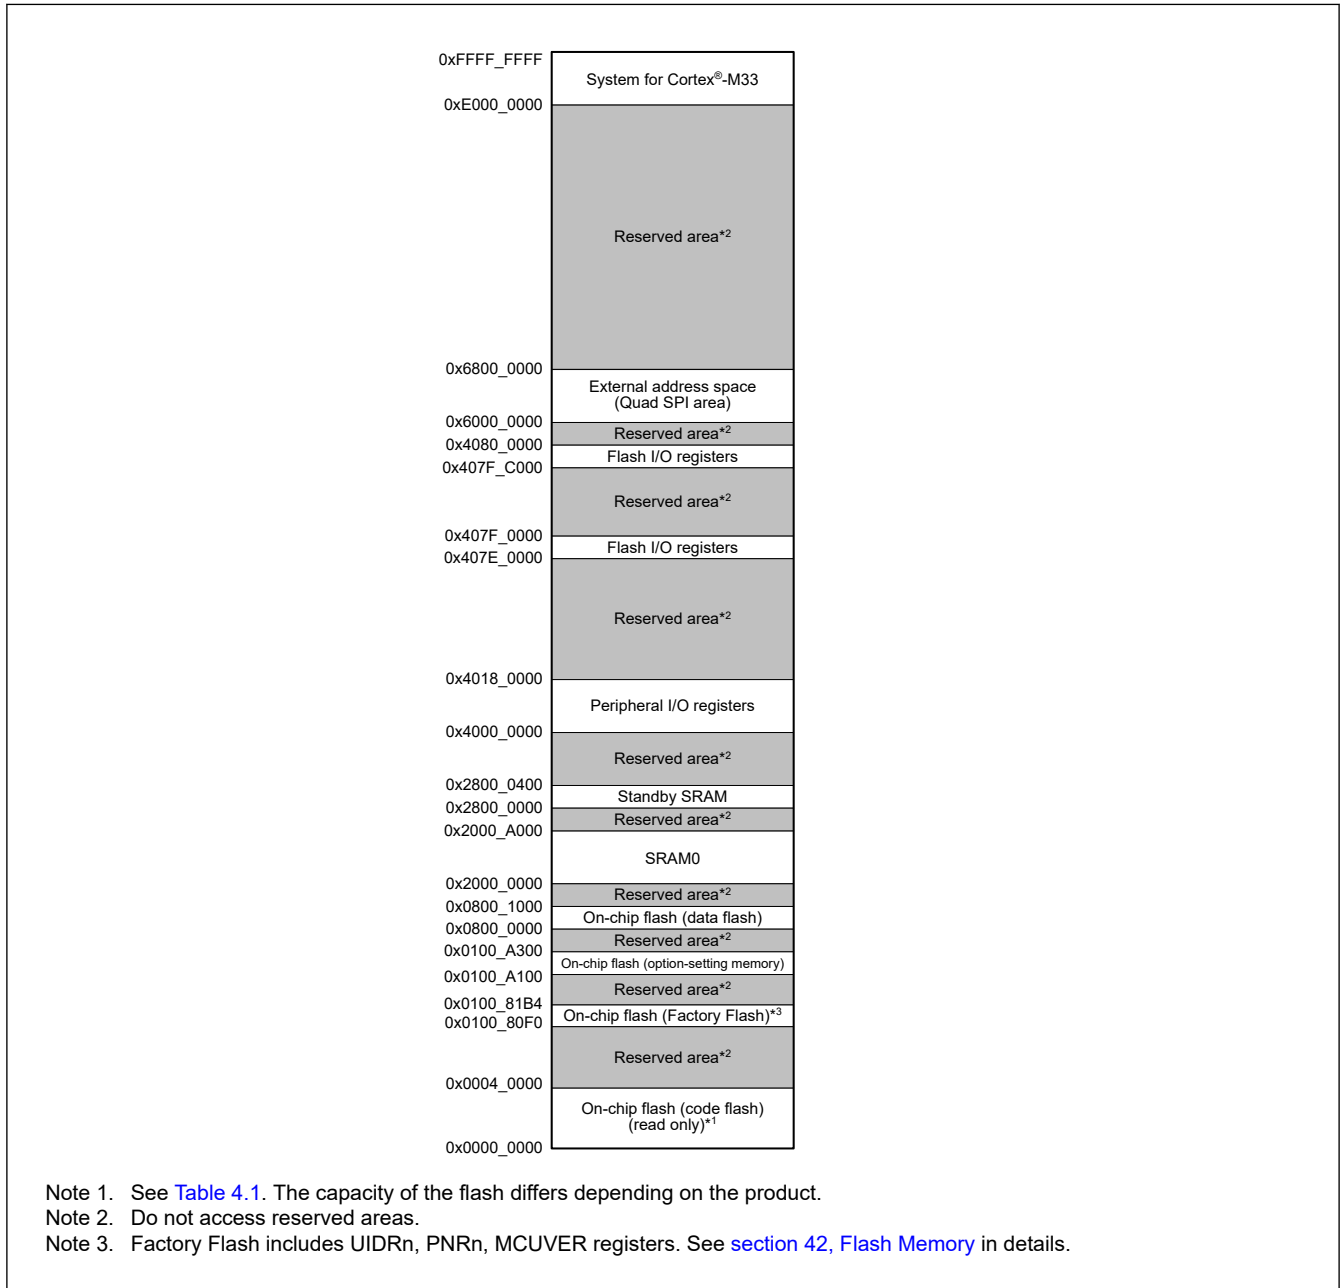 0xFFFF_FFFF
System for Cortex®-M33
0xE000_0000
Reserved area*2
0x6800_0000
External address space
(Quad SPI area)
0x6000_0000
Reserved area*2
0x4080_0000
Flash I/O registers
0x407F_C000
Reserved area*2
0x407F_0000
Flash I/O registers
0x407E_0000
Reserved area*2
0x4018_0000
Peripheral I/O registers
0x4000_0000
Reserved area*2
0x2800_0400
Standby SRAM
0x2800_0000
Reserved area*2
0x2000_A000
SRAM0
0x2000_0000
Reserved area*2
0x0800_1000
On-chip flash (data flash)
0x0800_0000
Reserved area*2
0x0100_A300
On-chip flash (option-setting memory)
0x0100_A100
Reserved area*2
0x0100_81B4
On-chip flash (Factory Flash)*3
0x0100_80F0
Reserved area*2
0x0004_0000
On-chip flash (code flash)
(read only)*1
0x0000_0000
Note 1. See Table 4.1. The capacity of the flash differs depending on the product.
Note 2. Do not access reserved areas.
Note 3. Factory Flash includes UIDRn, PNRn, MCUVER registers. See section 42, Flash Memory in details.